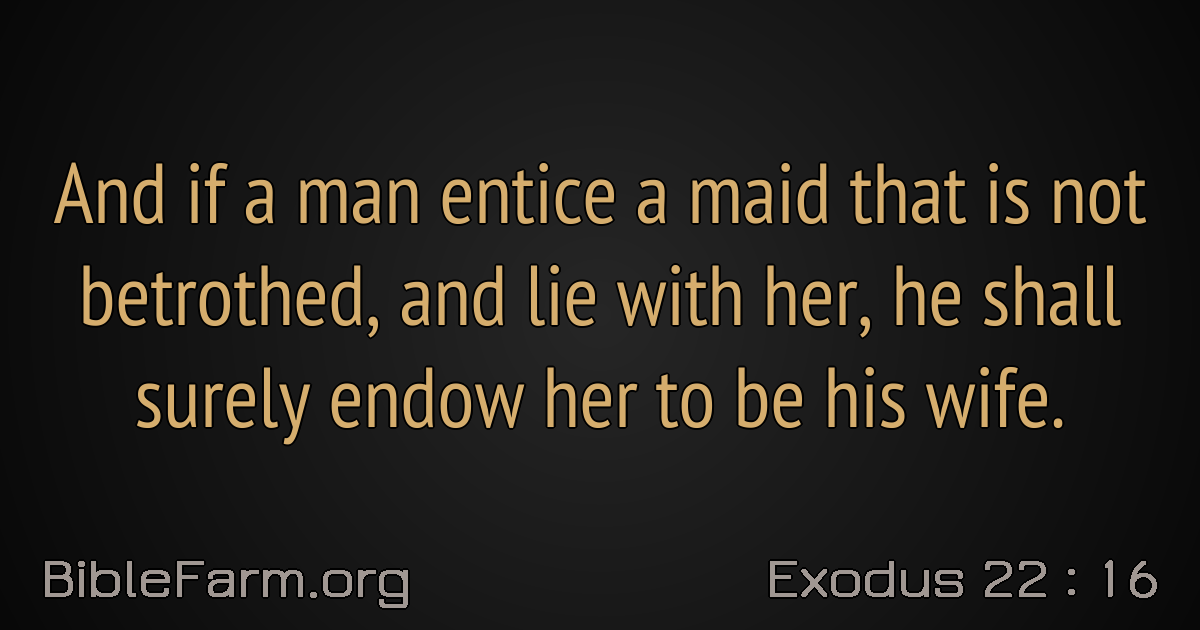 And if a man entice a maid that is not
betrothed, and lie with her, he shall
surely endow her to be his wife.
BibleFarm.org
Exodus 22 : 16